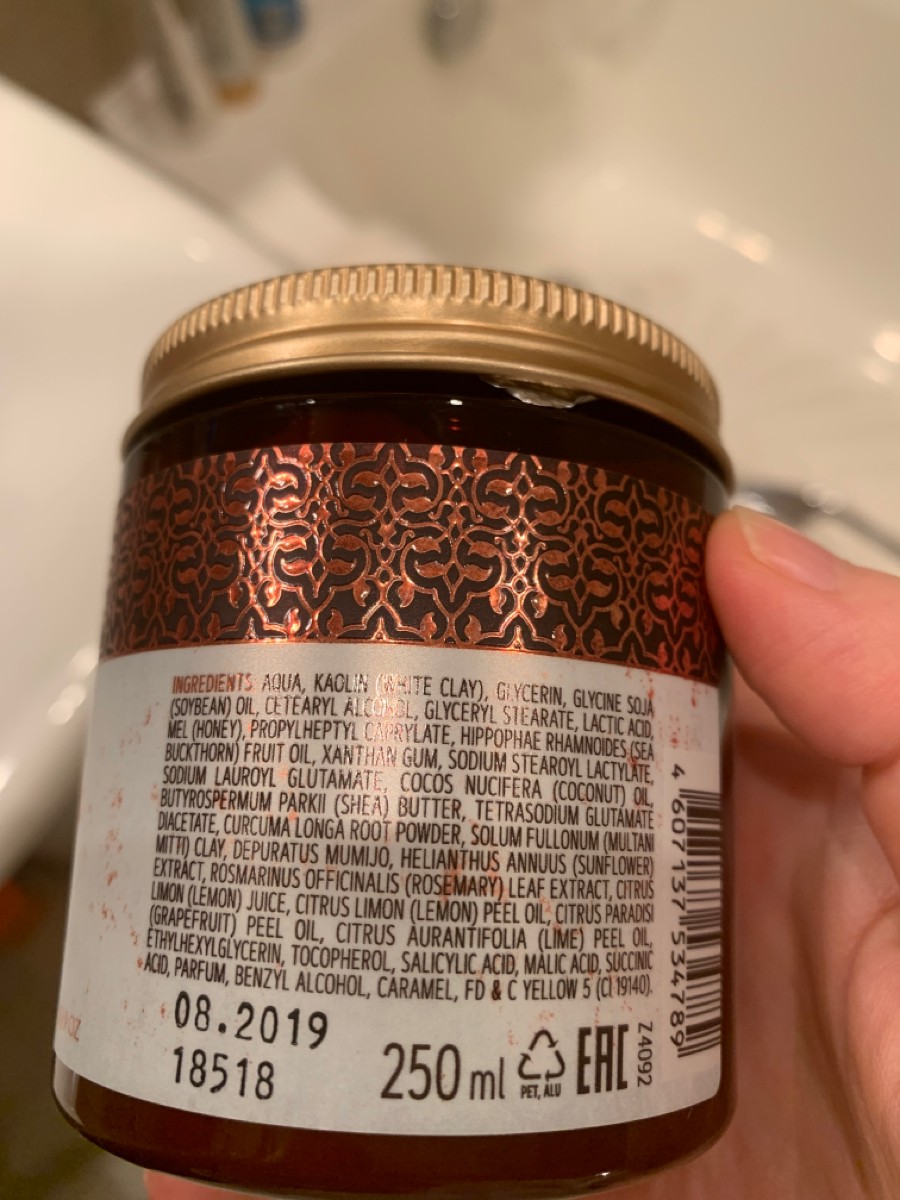 INGREDIENTS: AQUA, KAOLIN (WHITE CLAY), GLYCERIN, GLYCINE SOJA
(SOYBEAN) OIL, CETEARYL ALCOHOL, GLYCERYL STEARATE, LACTIC ACID,
MEL (HONEY), PROPYLHEPTYL CAPRYLATE, HIPPOPHAE RHAMNOIDES (SEA
BUCKTHORN) FRUIT OIL, XANTHAN GUM, SODIUM STEAROYL LACTYLATE,
SODIUM LAUROYL GLUTAMATE, COCOS NUCIFERA (COCONUT) OIL,
BUTYROSPERMUM PARKII (SHEA) BUTTER, TETRASODIUM GLUTAMATE
DIACETATE, CURCUMA LONGA ROOT POWDER, SOLUM FULLONUM (MULTANI
MITTI) CLAY, DEPURATUS MUMIJO, HELIANTHUS ANNUUS (SUNFLOWER)
EXTRACT, ROSMARINUS OFFICINALIS (ROSEMARY) LEAF EXTRACT, CITRUS
LIMON (LEMON) JUICE, CITRUS LIMON (LEMON) PEEL OIL, CITRUS PARADISI
(GRAPEFRUIT) PEEL OIL, CITRUS AURANTIFOLIA (LIME) PEEL OIL,
ETHYLHEXYLGLYCERIN, TOCOPHEROL, SALICYLIC ACID, MALIC ACID, SUCCINIC
ACID, PARFUM, BENZYL ALCOHOL, CARAMEL, FD & C YELLOW 5 (CI 19140).
08.2019
18518
250 ml
PET, ALU
EAC
Z4092
4 607137 534789
OZ